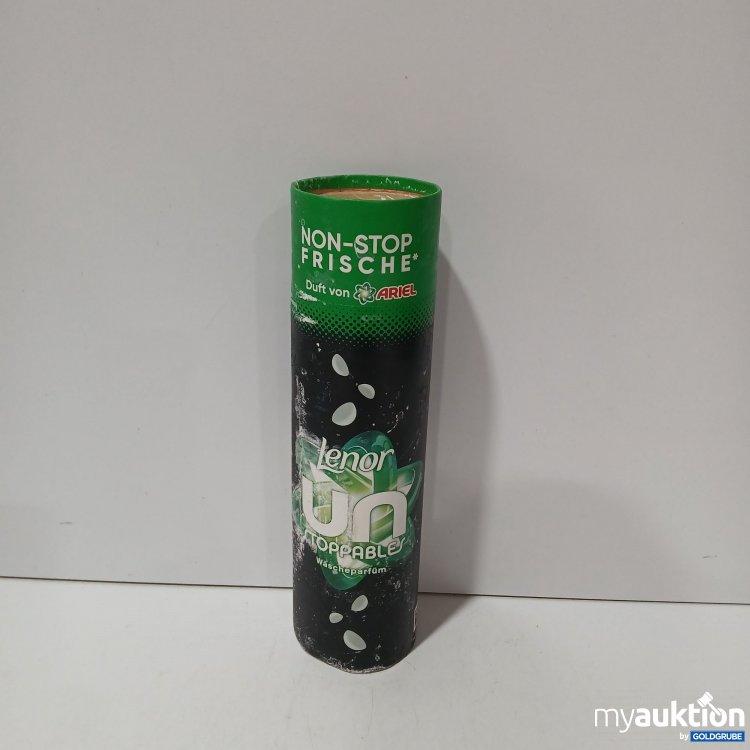 NON-STOP
FRISCHE*
Duft von ARIEL
Lenor
UN
STOPPABLES
Wäscheparfüm
myauktion
by GOLDGRUBE